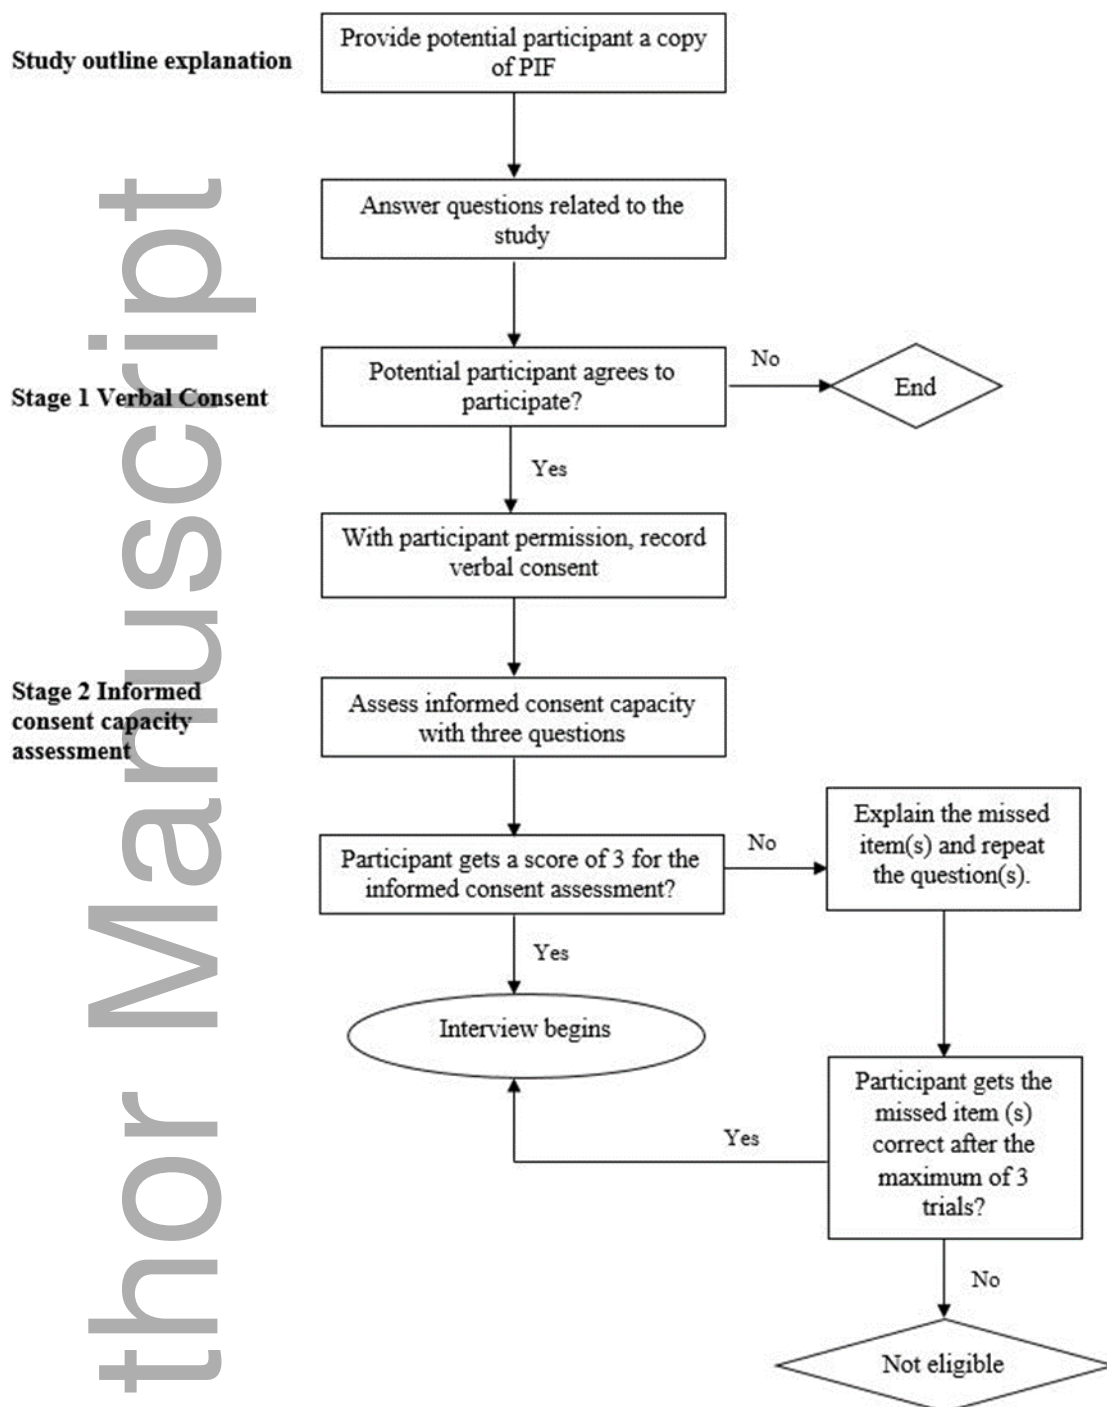 Study outline explanation
Provide potential participant a copy
of PIF
Answer questions related to the
study
Stage 1 Verbal Consent
Potential participant agrees to
participate?
No
End
Yes
With participant permission, record
verbal consent
Stage 2 Informed
consent capacity
assessment
Assess informed consent capacity
with three questions
Participant gets a score of 3 for the
informed consent assessment?
No
Explain the missed
item(s) and repeat
the question(s).
Yes
Interview begins
Participant gets the
missed item (s)
correct after the
maximum of 3
trials?
Yes
No
Not eligible
thor Manuscript